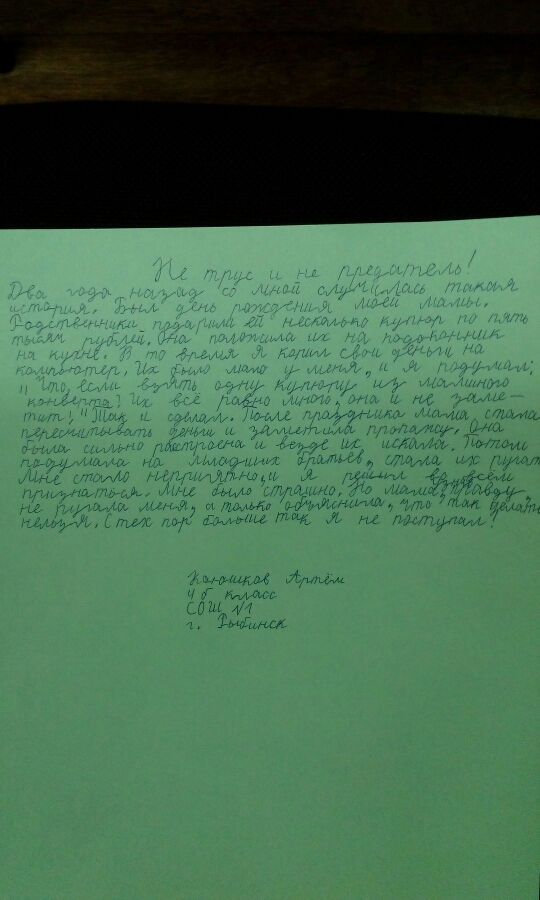 Не трус и не предатель!
Два года назад со мной случилась такая
история. Был день рождения моей мамы.
Родственники подарили ей несколько купюр по пять
тысяч рублей. Она положила их на подоконник
на кухне. В то время я копил свои деньги на
компьютер. Их было мало у меня, и я подумал:
„Что, если взять одну купюру из маминого
конверта? Их всё равно много, она и не заме-
тит!" Так и сделал. После праздника мама стала
пересчитывать деньги и заметила пропажу. Она
была сильно расстроена и везде их искала. Потом
подумала на младших братьев, стала их ругать
Мне стало неприятно, и я решил во всём
признаться. Мне было страшно. Но мама, правда,
не ругала меня, а только объяснила, что так делать
нельзя. С тех пор больше так я не поступал!
Артём
4 б класс
СОШ №1
г. Рыбинск